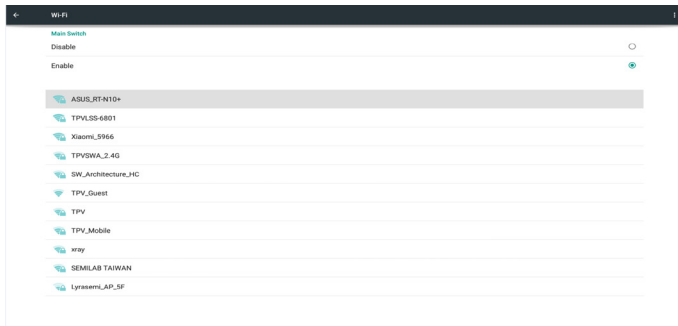 Wi-Fi
Main Switch
Disable
Enable
ASUS_RT-N10+
TPVLSS-6801
Xiaomi_5966
TPVSWA_2.4G
SW_Architecture_HC
TPV_Guest
TPV
TPV_Mobile
xray
SEMILAB TAIWAN
Lyrasemi_AP_5F